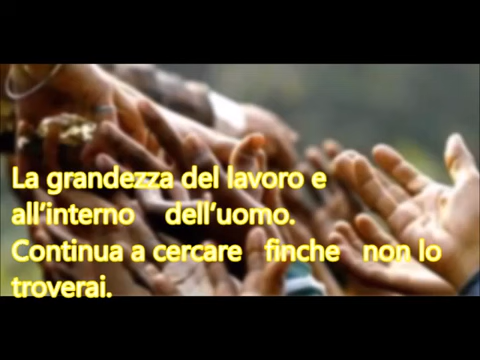 La grandezza del lavoro e
all’interno dell’uomo.
Continua a cercare finche non lo
troverai.